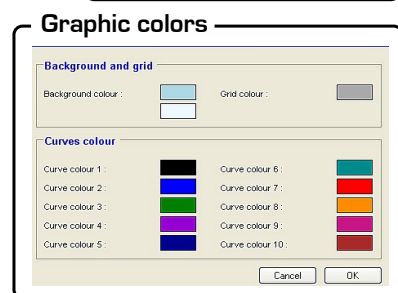 Graphic colors
Background and grid
Background colour :
Grid colour :
Curves colour
Curve colour 1 :
Curve colour 6 :
Curve colour 2 :
Curve colour 7 :
Curve colour 3 :
Curve colour 8 :
Curve colour 4 :
Curve colour 9 :
Curve colour 5 :
Curve colour 10 :
Cancel
OK